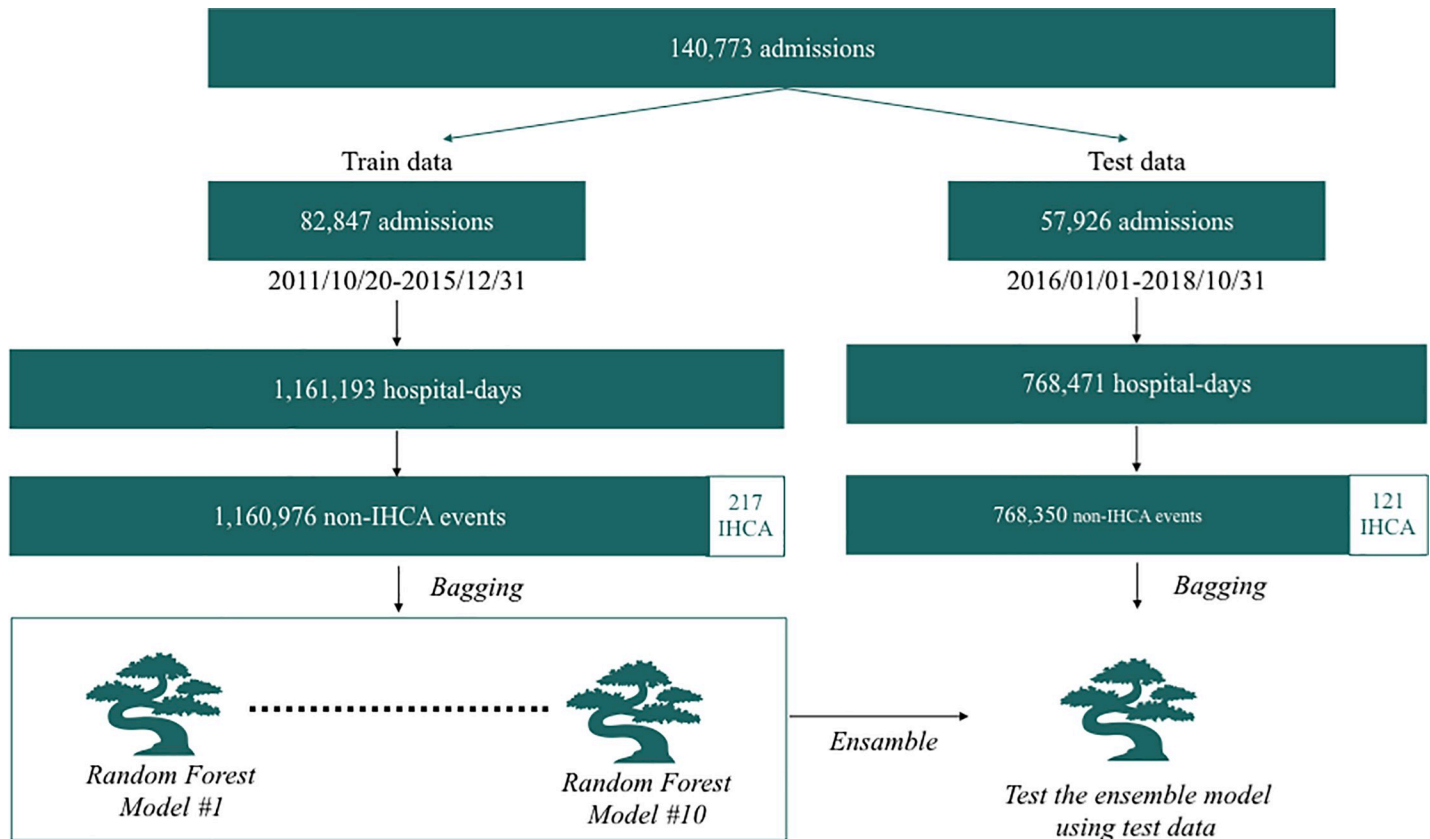 140,773 admissions
Train data
Test data
82,847 admissions
57,926 admissions
2011/10/20-2015/12/31
2016/01/01-2018/10/31
1,161,193 hospital-days
768,471 hospital-days
1,160,976 non-IHCA events
217
IHCA
768,350 non-IHCA events
121
IHCA
Bagging
Bagging
Random Forest
Model #1
Random Forest
Model #10
Ensamble
Test the ensemble model
using test data